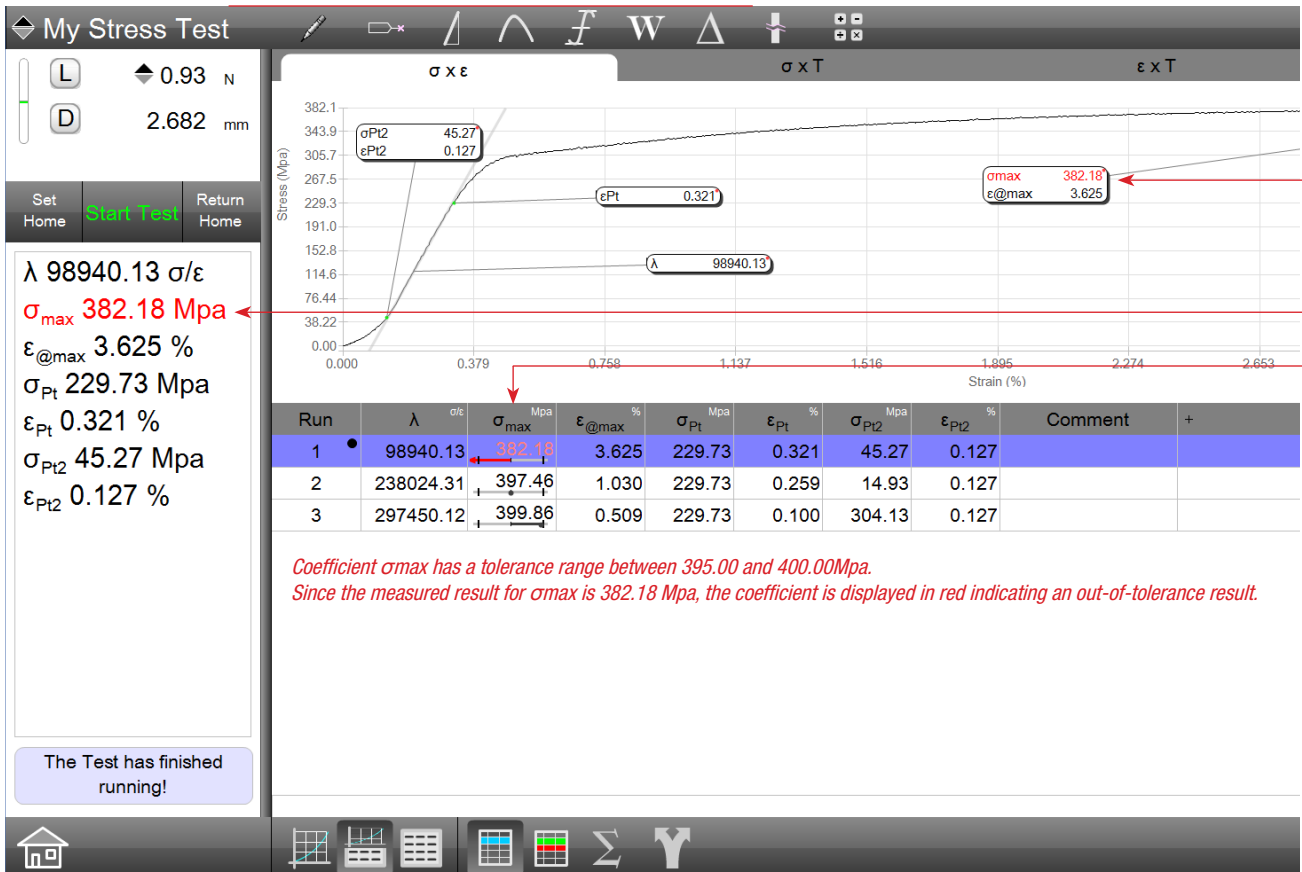 My Stress Test
W
L 0.93 N
D 2.682 mm
Set Home
Start Test
Return Home
λ 98940.13 σ/ε
σmax 382.18 Mpa
ε@max 3.625 %
σPt 229.73 Mpa
εPt 0.321 %
σPt2 45.27 Mpa
εPt2 0.127 %
The Test has finished
running!
σ x ε
σ x T
ε x T
Stress (Mpa)
382.1
343.9
305.7
267.5
229.3
191.0
152.8
114.6
76.44
38.22
0.00
σPt2 45.27*
εPt2 0.127
εPt 0.321*
λ 98940.13*
σmax 382.18*
ε@max 3.625
0.000 0.379 0.758 1.137 1.516 1.895 2.274 2.653
Strain (%)
Run λ σ/ε σmax Mpa ε@max % σPt Mpa εPt % σPt2 Mpa εPt2 % Comment +
1 98940.13 382.18 3.625 229.73 0.321 45.27 0.127
2 238024.31 397.46 1.030 229.73 0.259 14.93 0.127
3 297450.12 399.86 0.509 229.73 0.100 304.13 0.127
Coefficient σmax has a tolerance range between 395.00 and 400.00Mpa.
Since the measured result for σmax is 382.18 Mpa, the coefficient is displayed in red indicating an out-of-tolerance result.